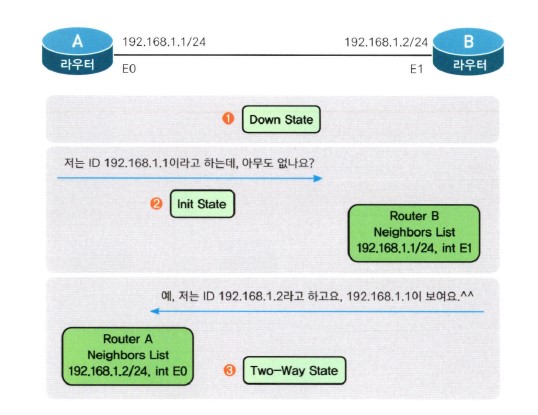 A
라우터
192.168.1.1/24
E0
192.168.1.2/24
E1
B
라우터
1 Down State
저는 ID 192.168.1.1이라고 하는데, 아무도 없나요?
2 Init State
Router B
Neighbors List
192.168.1.1/24, int E1
예, 저는 ID 192.168.1.2라고 하고요, 192.168.1.1이 보여요.^^
Router A
Neighbors List
192.168.1.2/24, int E0
3 Two-Way State